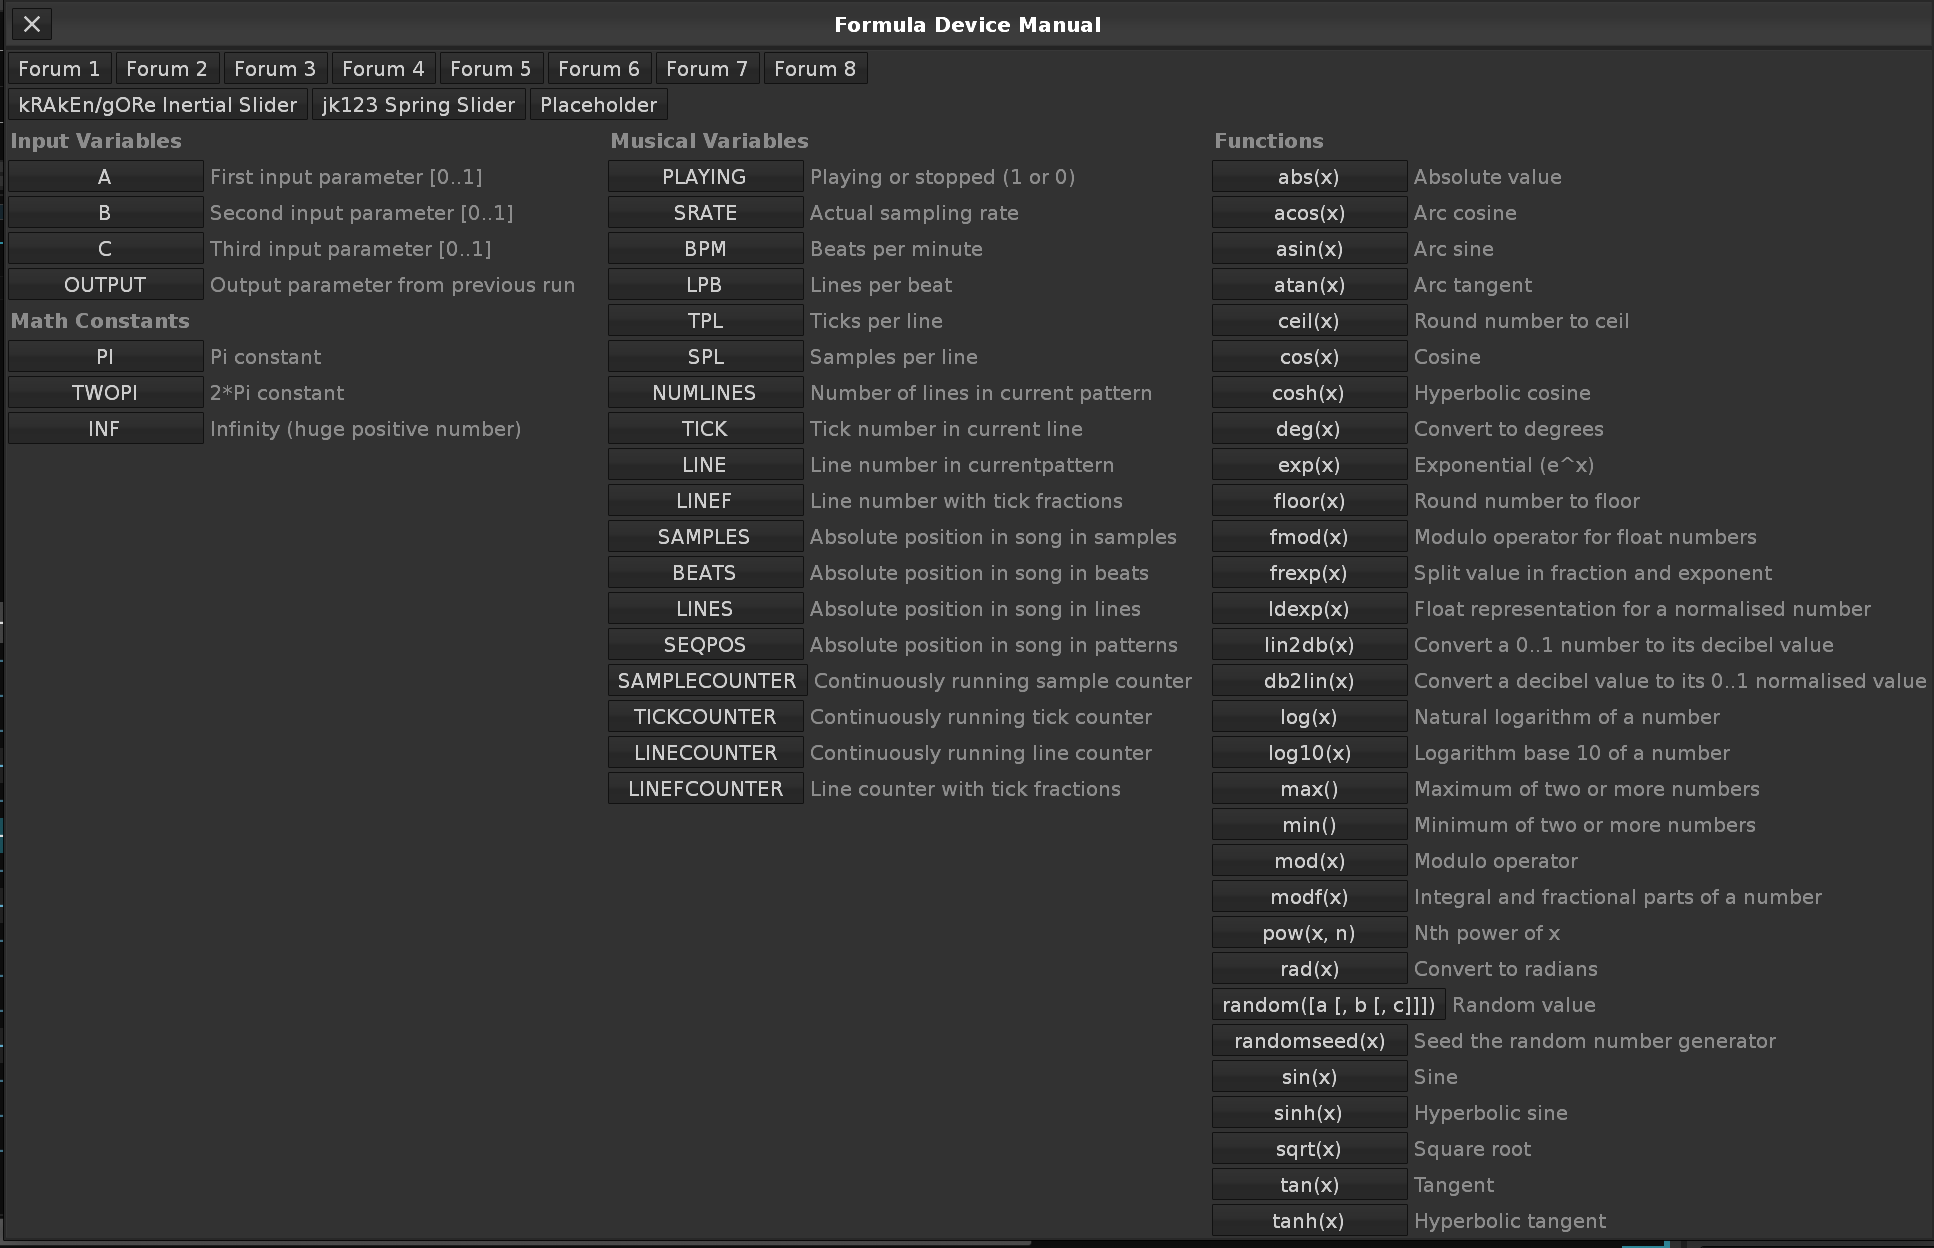 Formula Device Manual
Forum 1 Forum 2 Forum 3 Forum 4 Forum 5 Forum 6 Forum 7 Forum 8
kRAkEn/gORe Inertial Slider jk123 Spring Slider Placeholder
Input Variables
A First input parameter [0..1]
B Second input parameter [0..1]
C Third input parameter [0..1]
OUTPUT Output parameter from previous run
Math Constants
PI Pi constant
TWOPI 2*Pi constant
INF Infinity (huge positive number)
Musical Variables
PLAYING Playing or stopped (1 or 0)
SRATE Actual sampling rate
BPM Beats per minute
LPB Lines per beat
TPL Ticks per line
SPL Samples per line
NUMLINES Number of lines in current pattern
TICK Tick number in current line
LINE Line number in currentpattern
LINEF Line number with tick fractions
SAMPLES Absolute position in song in samples
BEATS Absolute position in song in beats
LINES Absolute position in song in lines
SEQPOS Absolute position in song in patterns
SAMPLECOUNTER Continuously running sample counter
TICKCOUNTER Continuously running tick counter
LINECOUNTER Continuously running line counter
LINEFCOUNTER Line counter with tick fractions
Functions
abs(x) Absolute value
acos(x) Arc cosine
asin(x) Arc sine
atan(x) Arc tangent
ceil(x) Round number to ceil
cos(x) Cosine
cosh(x) Hyperbolic cosine
deg(x) Convert to degrees
exp(x) Exponential (e^x)
floor(x) Round number to floor
fmod(x) Modulo operator for float numbers
frexp(x) Split value in fraction and exponent
ldexp(x) Float representation for a normalised number
lin2db(x) Convert a 0..1 number to its decibel value
db2lin(x) Convert a decibel value to its 0..1 normalised value
log(x) Natural logarithm of a number
log10(x) Logarithm base 10 of a number
max() Maximum of two or more numbers
min() Minimum of two or more numbers
mod(x) Modulo operator
modf(x) Integral and fractional parts of a number
pow(x, n) Nth power of x
rad(x) Convert to radians
random([a [, b [, c]]]) Random value
randomseed(x) Seed the random number generator
sin(x) Sine
sinh(x) Hyperbolic sine
sqrt(x) Square root
tan(x) Tangent
tanh(x) Hyperbolic tangent